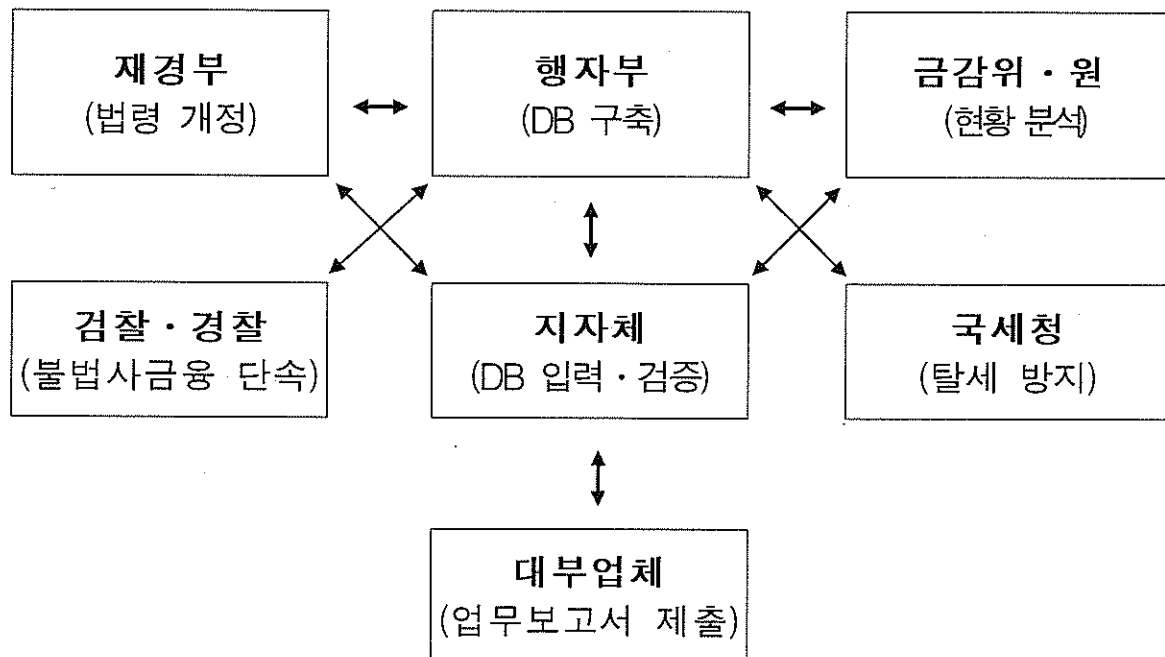 재경부
(법령 개정)
행자부
(DB 구축)
금감위·원
(현황 분석)
검찰·경찰
(불법사금융 단속)
지자체
(DB 입력·검증)
국세청
(탈세 방지)
대부업체
(업무보고서 제출)